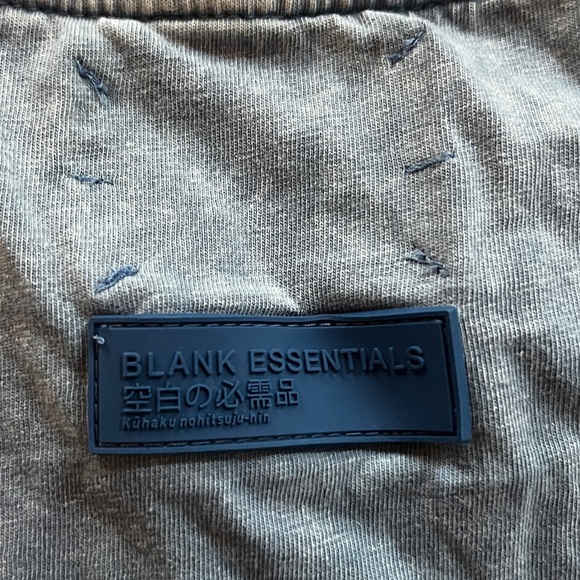 BLANK ESSENTIALS
空白の必需品
Kūhaku nohitsuju-hin